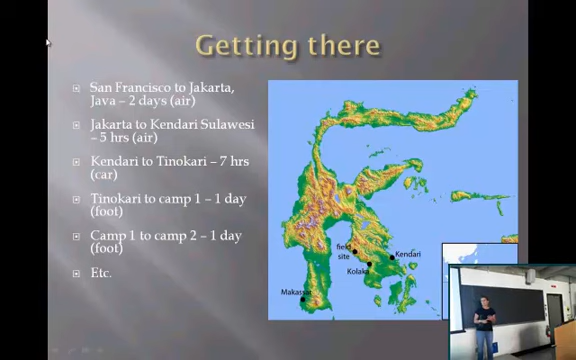 Getting there
San Francisco to Jakarta,
Java – 2 days (air)
Jakarta to Kendari Sulawesi
– 5 hrs (air)
Kendari to Tinokari – 7 hrs
(car)
Tinokari to camp 1 – 1 day
(foot)
Camp 1 to camp 2 – 1 day
(foot)
Etc.
field
site
Kendari
Kolaka
Makassar